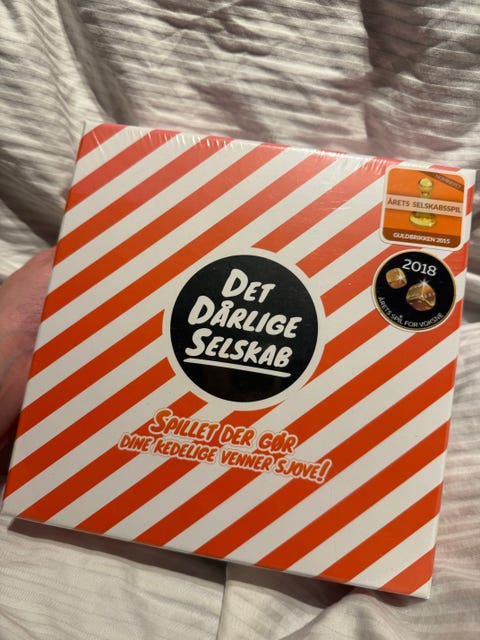 NOMINERET
ÅRETS SELSKABSSPIL
GULDBRIKKEN 2015
2018
ÅRETS SPIL FOR VOKSNE
DET
DÅRLIGE
SELSKAB
SPILLET DER GØR
DINE KEDELIGE VENNER SJOVE!